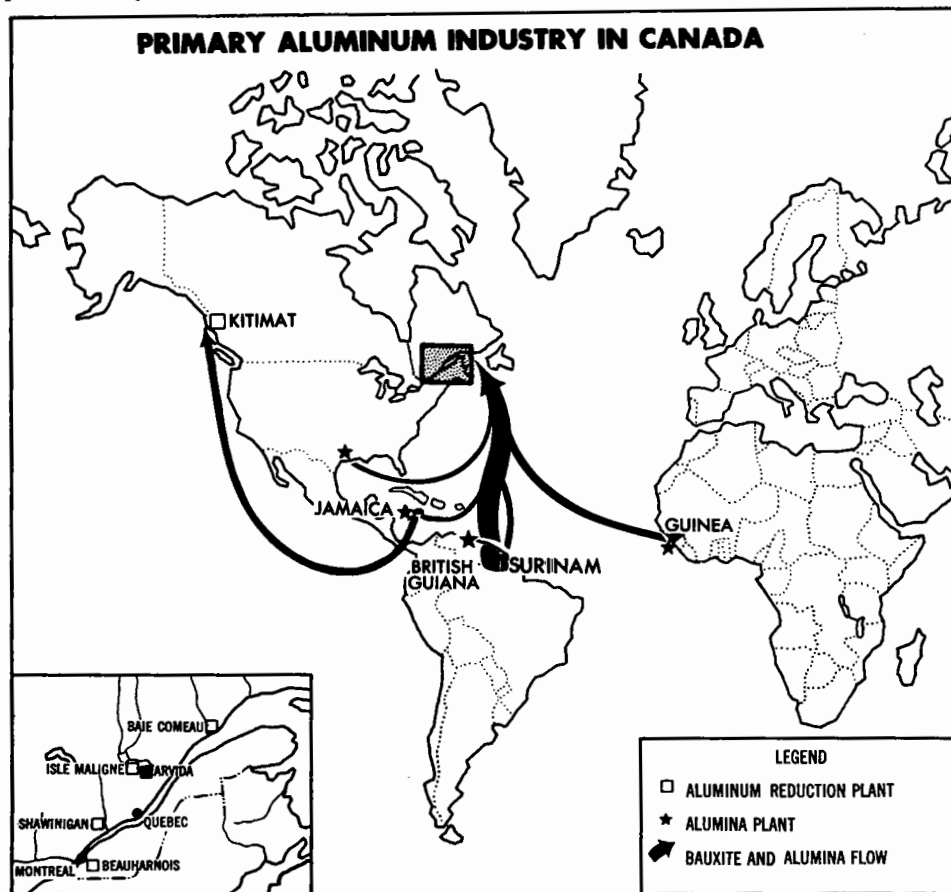 PRIMARY ALUMINUM INDUSTRY IN CANADA
KITIMAT
JAMAICA
GUINEA
BRITISH
GUIANA
SURINAM
BAIE COMEAU
ISLE MALIGNE
ARVIDA
SHAWINIGAN
QUEBEC
MONTREAL
BEAUHARNOIS
LEGEND
ALUMINUM REDUCTION PLANT
ALUMINA PLANT
BAUXITE AND ALUMINA FLOW